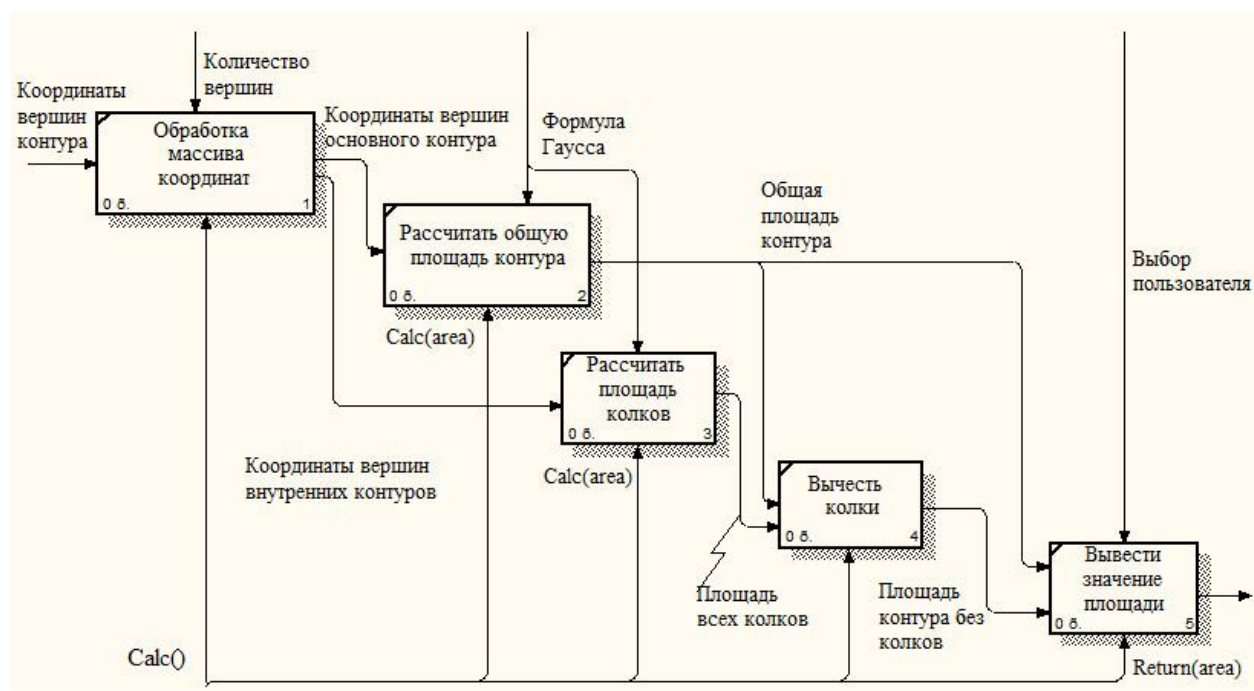 Количество
вершин
Координаты
вершин
контура
Обработка
массива
координат
0 б.
1
Координаты вершин
основного контура
Формула
Гаусса
Общая
площадь
контура
Выбор
пользователя
Рассчитать общую
площадь контура
0 б.
2
Calc(area)
Рассчитать
площадь
колков
0 б.
3
Calc(area)
Координаты вершин
внутренних контуров
Вычесть
колки
0 б.
4
Площадь
всех колков
Площадь
контура без
колков
Вывести
значение
площади
0 б.
5
Calc()
Return(area)